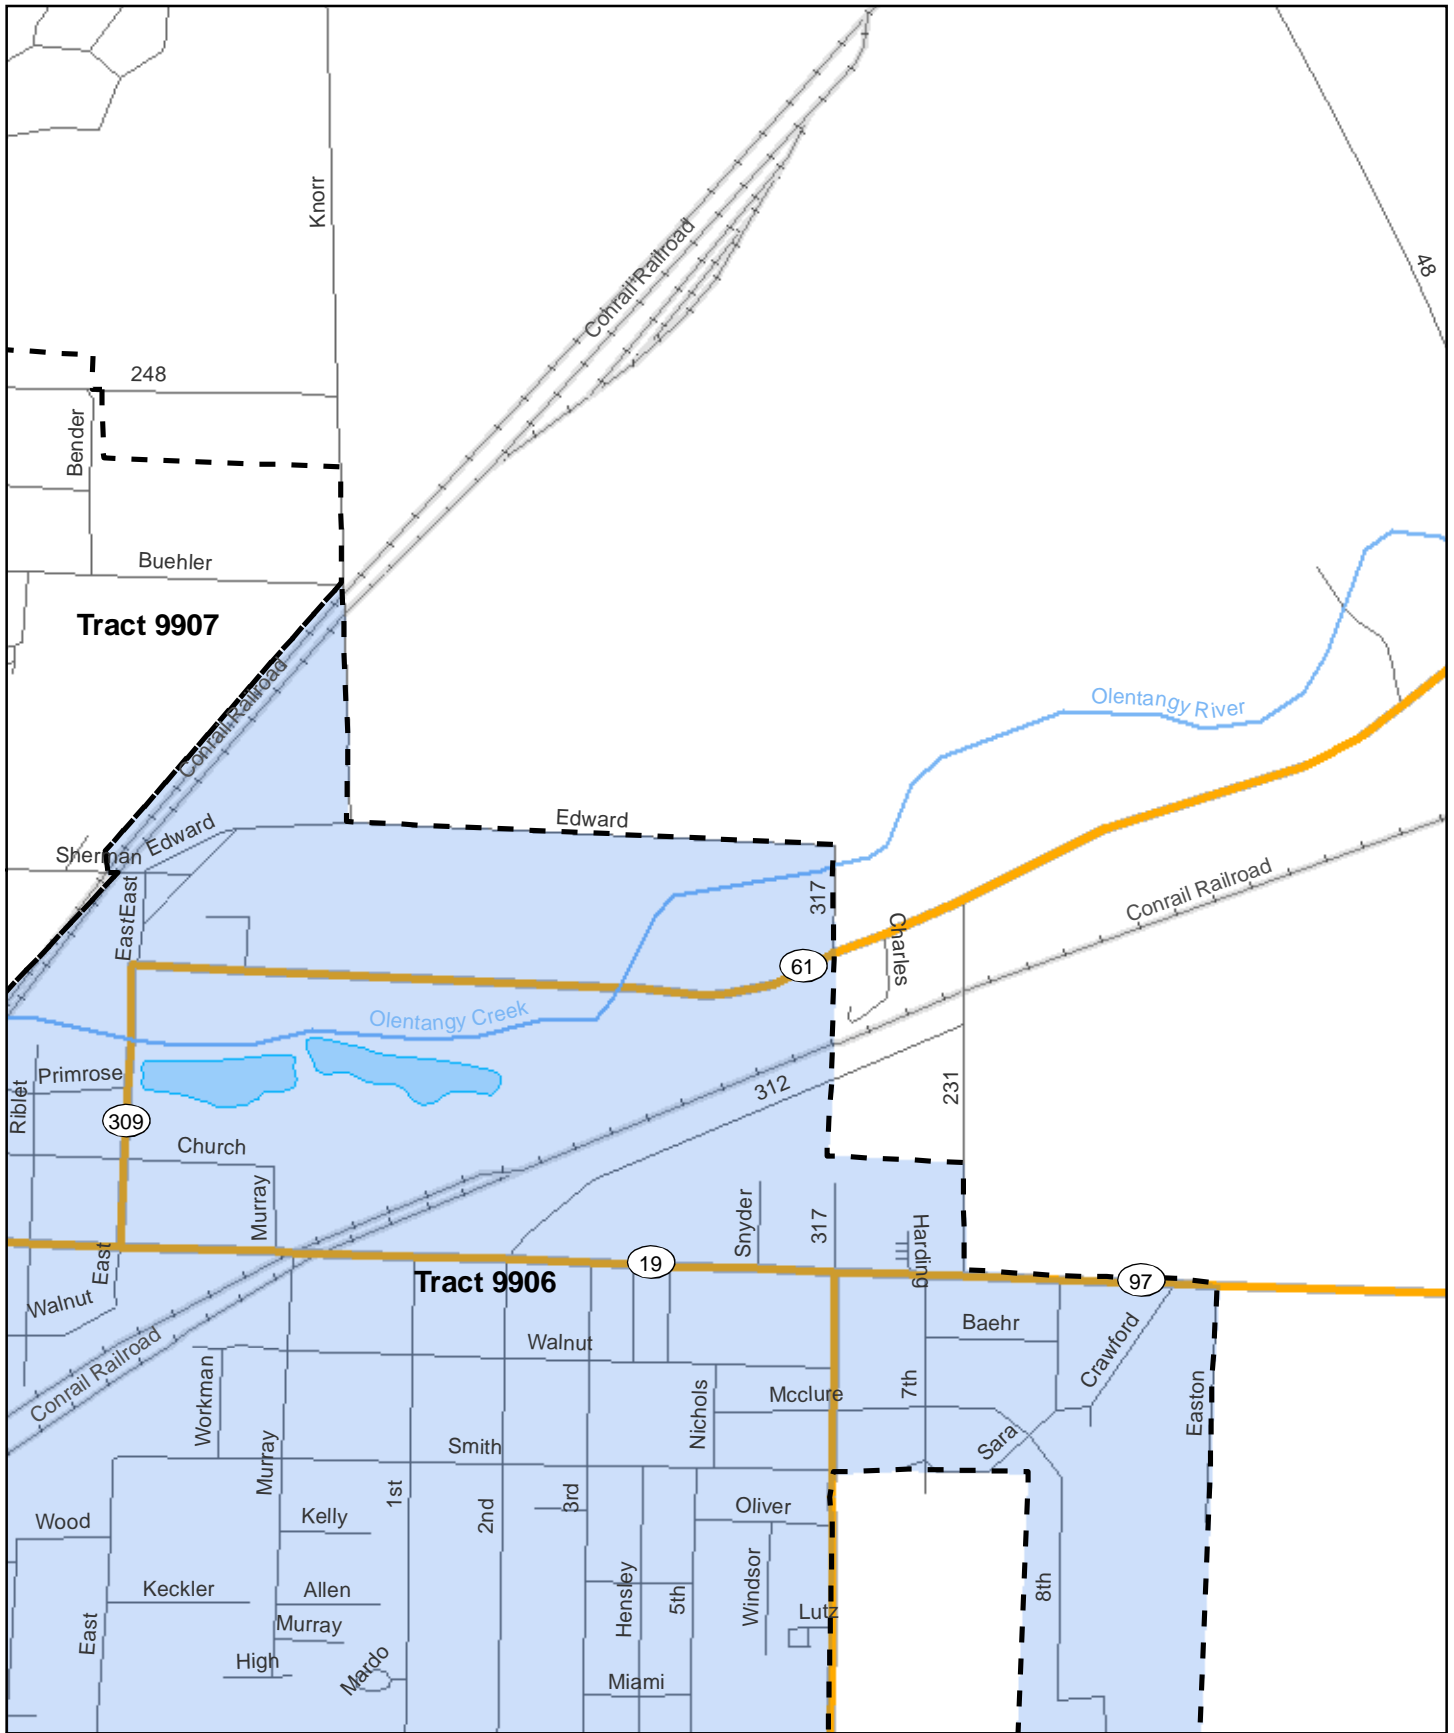 Knorr
Conrail Railroad
48
248
Bender
Buehler
Tract 9907
Conrail Railroad
Olentangy River
Edward
Edward
Sherman
317
EastEast
Charles
Conrail Railroad
61
Olentangy Creek
Primrose
Riblet
312
231
309
Church
Murray
Snyder
317
Harding
East
19
Tract 9906
97
Walnut
Baehr
Crawford
Walnut
Conrail Railroad
Workman
Nichols
Mcclure
7th
Easton
Smith
Sara
Murray
1st
2nd
3rd
Oliver
Wood
Kelly
Windsor
Keckler
Allen
Hensley
5th
8th
Lutz
East
Murray
High
Mardo
Miami